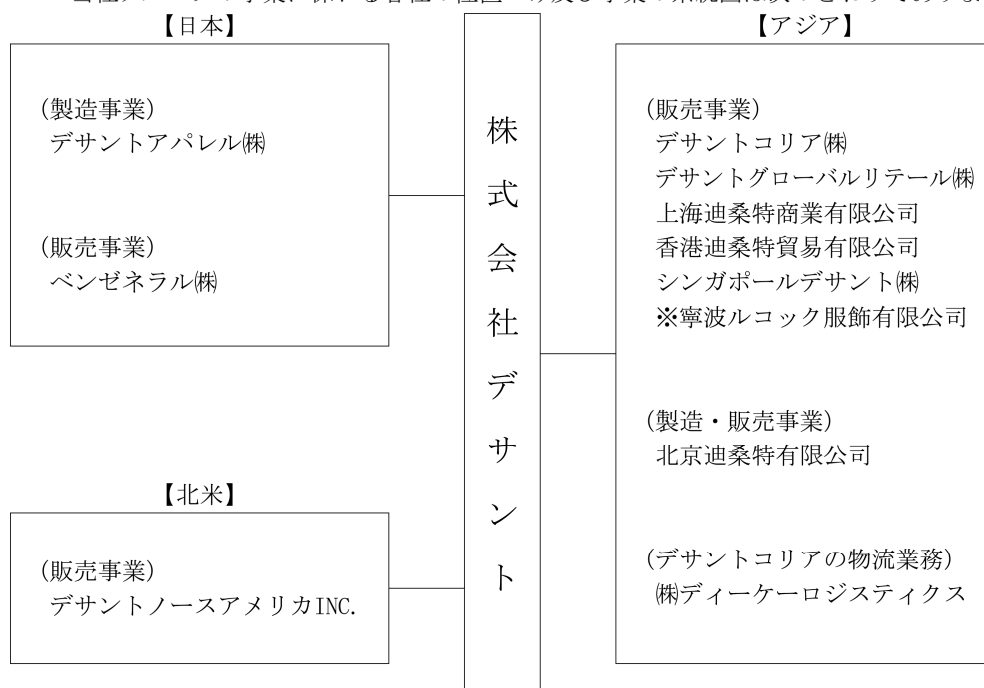 【日本】
(製造事業)
デサントアパレル㈱
(販売事業)
ベンゼネラル㈱
【北米】
(販売事業)
デサントノースアメリカINC.
株式会社デサント
【アジア】
(販売事業)
デサントコリア㈱
デサントグローバルリテール㈱
上海迪桑特商業有限公司
香港迪桑特貿易有限公司
シンガポールデサント㈱
※寧波ルコック服飾有限公司
(製造・販売事業)
北京迪桑特有限公司
(デサントコリアの物流業務)
㈱ディーケーロジスティクス